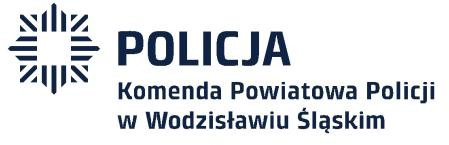 POLICJA
Komenda Powiatowa Policji
w Wodzisławiu Śląskim